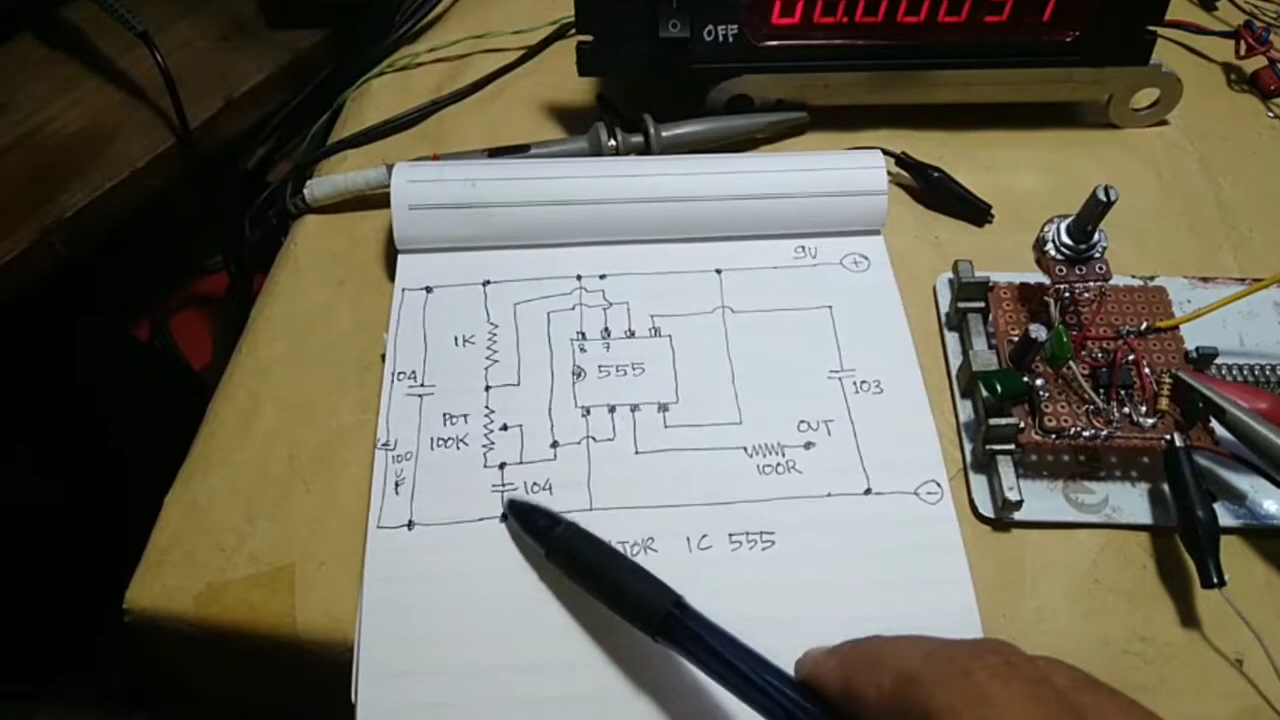 OFF
9V
+
1K
8 7
555
104
103
POT
100K
OUT
100R
100
UF
104
-
IC 555